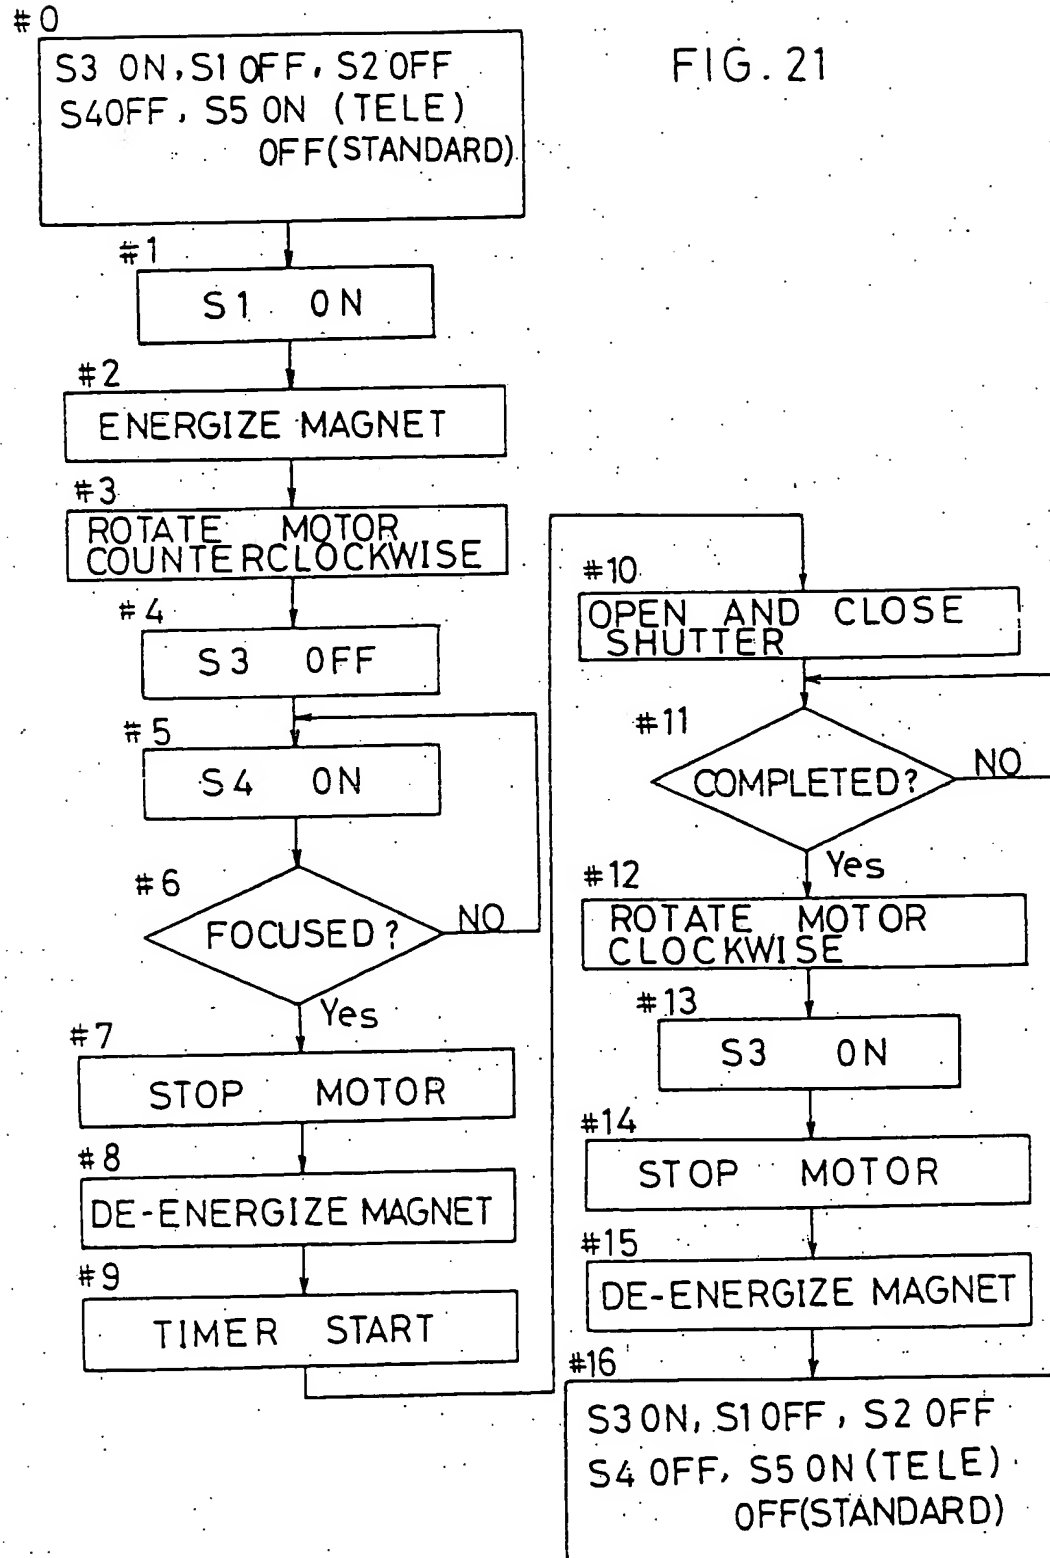 FIG. 21
#0
S3 ON, S1 OFF, S2 OFF
S4 OFF, S5 ON (TELE)
OFF(STANDARD)
#1
S1 ON
#2
ENERGIZE MAGNET
#3
ROTATE MOTOR
COUNTERCLOCKWISE
#4
S3 OFF
#5
S4 ON
#6
FOCUSED?
NO
Yes
#7
STOP MOTOR
#8
DE-ENERGIZE MAGNET
#9
TIMER START
#10
OPEN AND CLOSE
SHUTTER
#11
COMPLETED?
NO
Yes
#12
ROTATE MOTOR
CLOCKWISE
#13
S3 ON
#14
STOP MOTOR
#15
DE-ENERGIZE MAGNET
#16
S3 ON, S1 OFF, S2 OFF
S4 OFF, S5 ON (TELE)
OFF(STANDARD)